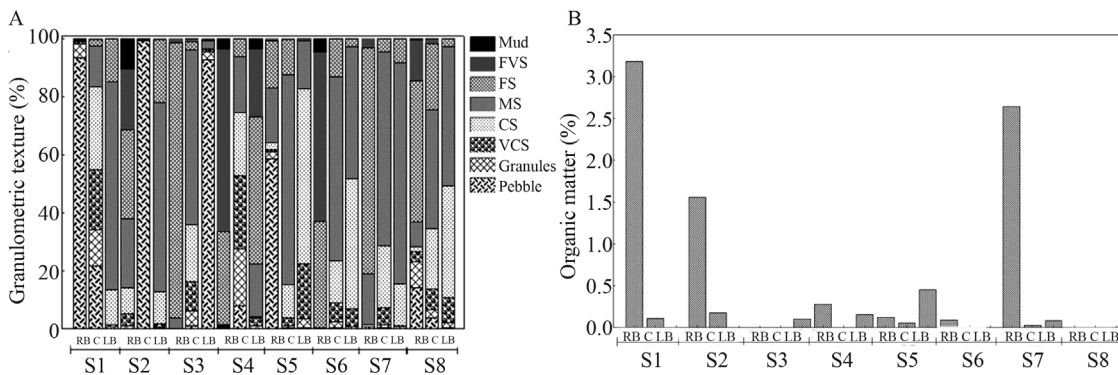 A
Granulometric texture (%)
100
80
60
40
20
0
RB C LB RB C LB RB C LB RB C LB RB C LB RB C LB RB C LB RB C LB
S1 S2 S3 S4 S5 S6 S7 S8
Mud
FVS
FS
MS
CS
VCS
Granules
Pebble
B
Organic matter (%)
3.5
3.0
2.5
2.0
1.5
1.0
0.5
0.0
RB C LB RB C LB RB C LB RB C LB RB C LB RB C LB RB C LB RB C LB
S1 S2 S3 S4 S5 S6 S7 S8